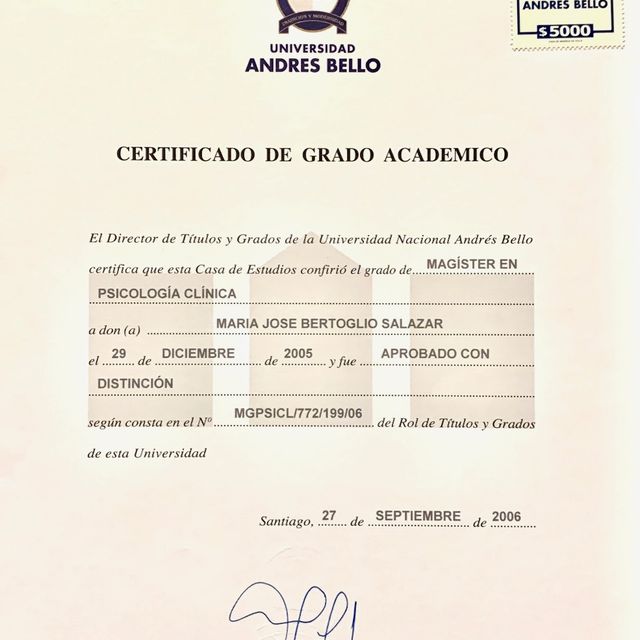 TRADICION Y MODERNIDAD
UNIVERSIDAD
ANDRES BELLO
ANDRES BELLO
$5000
CERTIFICADO DE GRADO ACADEMICO
El Director de Títulos y Grados de la Universidad Nacional Andrés Bello
certifica que esta Casa de Estudios confirió el grado de MAGÍSTER EN
PSICOLOGÍA CLÍNICA
a don (a) MARIA JOSE BERTOGLIO SALAZAR
el 29 de DICIEMBRE de 2005 y fue APROBADO CON
DISTINCIÓN
según consta en el Nº MGPSICL/772/199/06 del Rol de Títulos y Grados
de esta Universidad
Santiago, 27 de SEPTIEMBRE de 2006